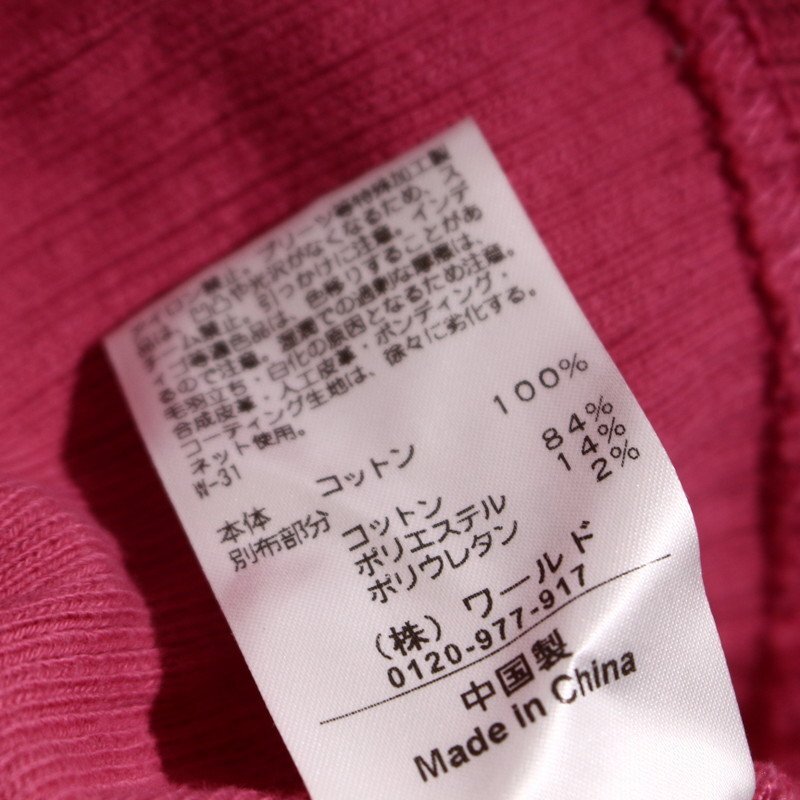 アイロン禁止。プリーツ等特殊加工製
品は、凹凸や光沢がなくなるため、ス
チーム禁止。引っかけに注意。インデ
ィゴ等濃色品は、色移りすることがあ
るので注意。湿潤での過剰な摩擦は、
毛羽立ち・白化の原因となるため注意。
合成皮革・人工皮革・ボンディング・
コーティング生地は、徐々に劣化する。
ネット使用。
W-31
本体 コットン 100%
別布部分 コットン 84%
ポリエステル 14%
ポリウレタン 2%
(株) ワールド
0120-977-917
中国製
Made in China